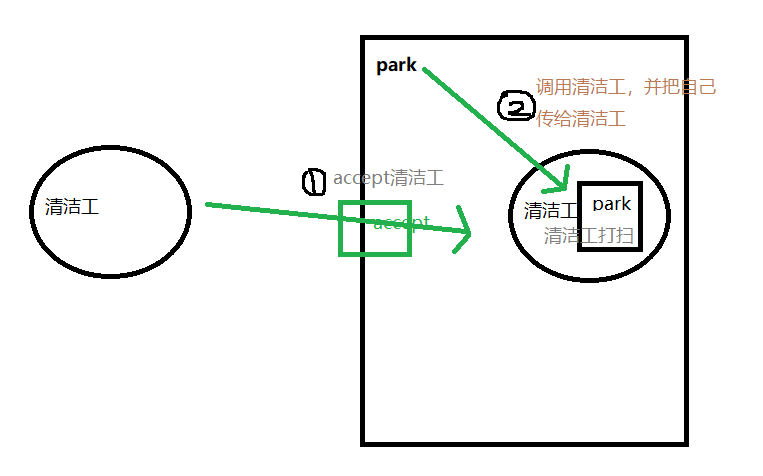 park
调用清洁工，并把自己
传给清洁工
②
① accept清洁工
清洁工
accept
清洁工
park
清洁工打扫